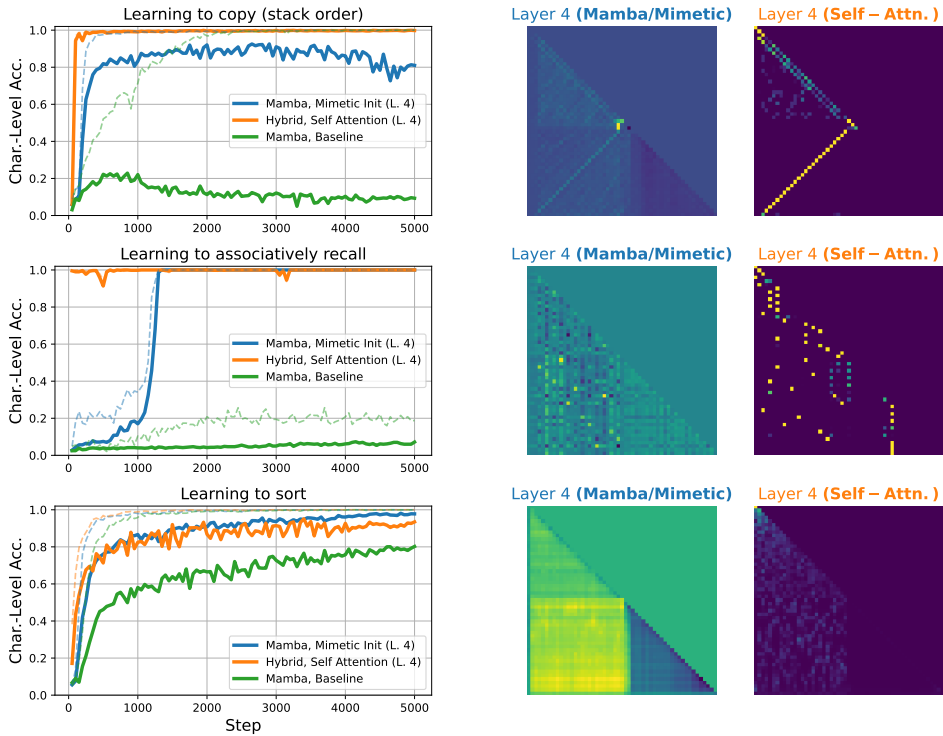 Learning to copy (stack order)
Char.-Level Acc.
1.0
0.8
0.6
0.4
0.2
0.0
Mamba, Mimetic Init (L. 4)
Hybrid, Self Attention (L. 4)
Mamba, Baseline
0 1000 2000 3000 4000 5000
Layer 4 (Mamba/Mimetic)
Layer 4 (Self − Attn. )
Learning to associatively recall
Char.-Level Acc.
1.0
0.8
0.6
0.4
0.2
0.0
Mamba, Mimetic Init (L. 4)
Hybrid, Self Attention (L. 4)
Mamba, Baseline
0 1000 2000 3000 4000 5000
Layer 4 (Mamba/Mimetic)
Layer 4 (Self − Attn. )
Learning to sort
Char.-Level Acc.
1.0
0.8
0.6
0.4
0.2
0.0
Mamba, Mimetic Init (L. 4)
Hybrid, Self Attention (L. 4)
Mamba, Baseline
0 1000 2000 3000 4000 5000
Step
Layer 4 (Mamba/Mimetic)
Layer 4 (Self − Attn. )